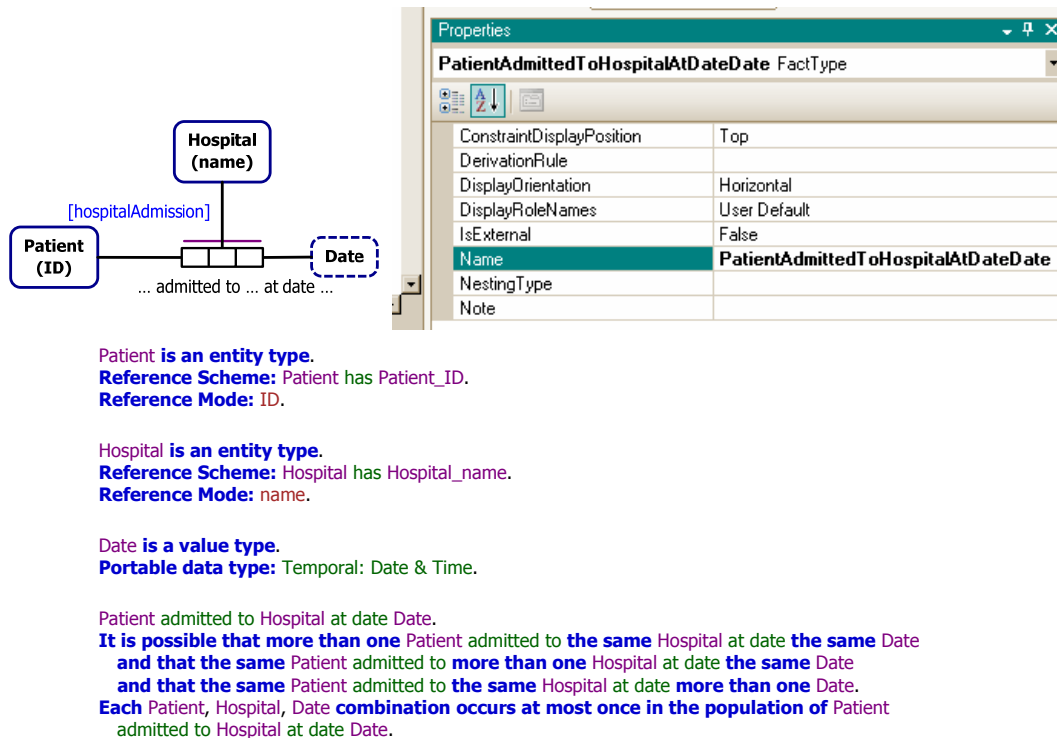 Properties
PatientAdmittedToHospitalAtDateDate FactType
ConstraintDisplayPosition Top
DerivationRule
DisplayOrientation Horizontal
DisplayRoleNames User Default
IsExternal False
Name PatientAdmittedToHospitalAtDateDate
NestingType
Note
Hospital
(name)
[hospitalAdmission]
Patient
(ID)
Date
... admitted to ... at date ...
Patient is an entity type.
Reference Scheme: Patient has Patient_ID.
Reference Mode: ID.
Hospital is an entity type.
Reference Scheme: Hospital has Hospital_name.
Reference Mode: name.
Date is a value type.
Portable data type: Temporal: Date & Time.
Patient admitted to Hospital at date Date.
It is possible that more than one Patient admitted to the same Hospital at date the same Date
and that the same Patient admitted to more than one Hospital at date the same Date
and that the same Patient admitted to the same Hospital at date more than one Date.
Each Patient, Hospital, Date combination occurs at most once in the population of Patient
admitted to Hospital at date Date.